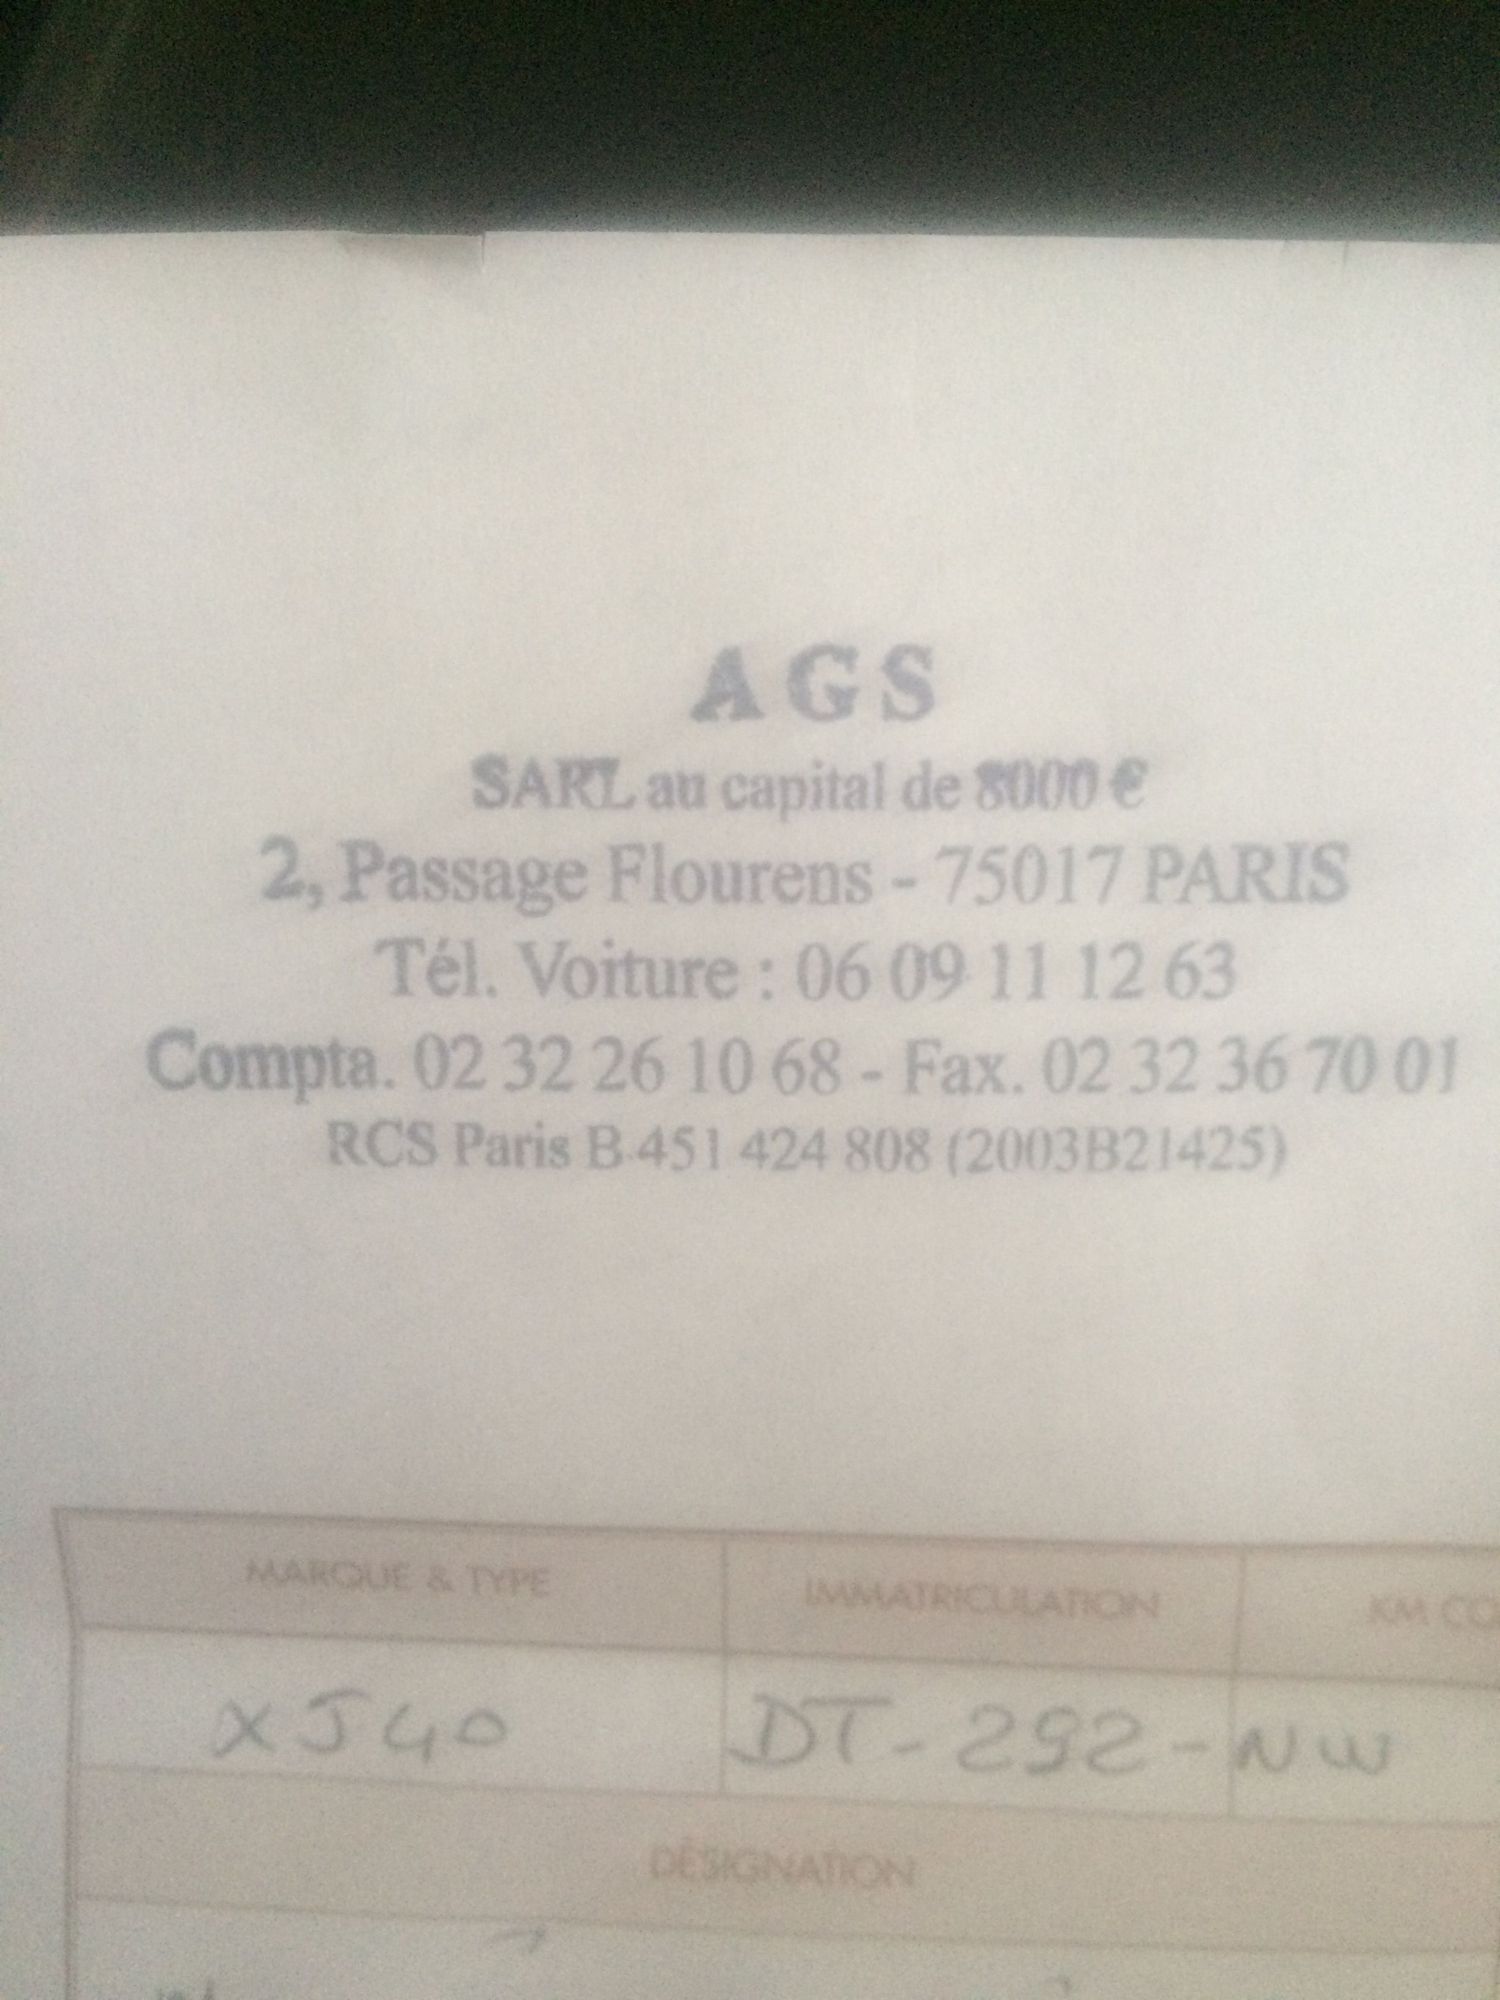 AGS
SARL au capital de 8000 €
2, Passage Flourens - 75017 PARIS
Tél. Voiture : 06 09 11 12 63
Compta. 02 32 26 10 68 - Fax. 02 32 36 70 01
RCS Paris B 451 424 808 (2003B21425)
MARQUE & TYPE IMMATRICULATION KM CO
XJ40 DT-292-NW
DÉSIGNATION